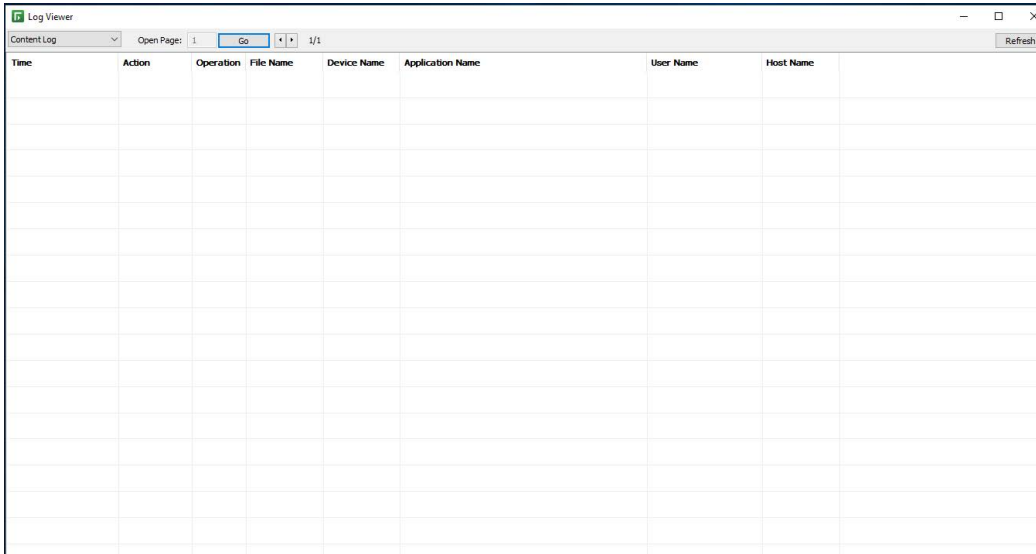 Log Viewer
Content Log Open Page: 1 Go 1/1 Refresh
Time Action Operation File Name Device Name Application Name User Name Host Name